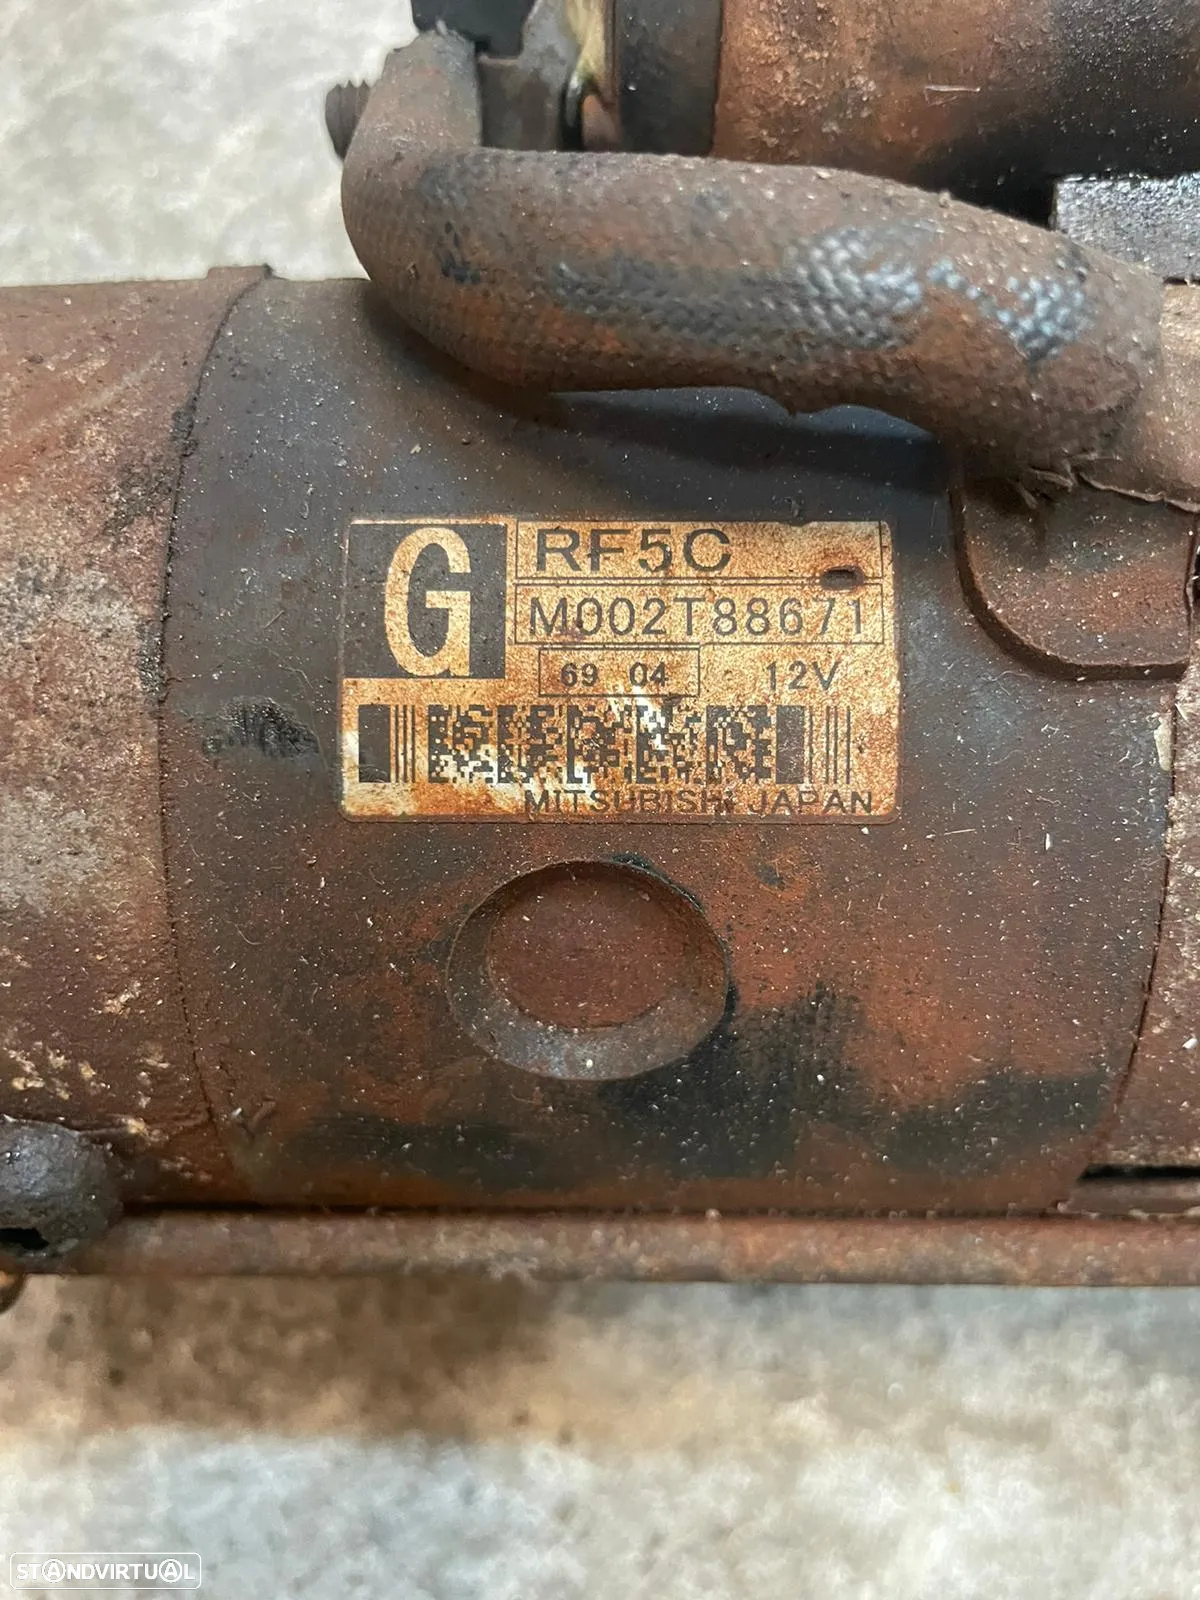 G
RF5C
M002T88671
69 04 12V
MITSUBISHI JAPAN
STANDVIRTUAL